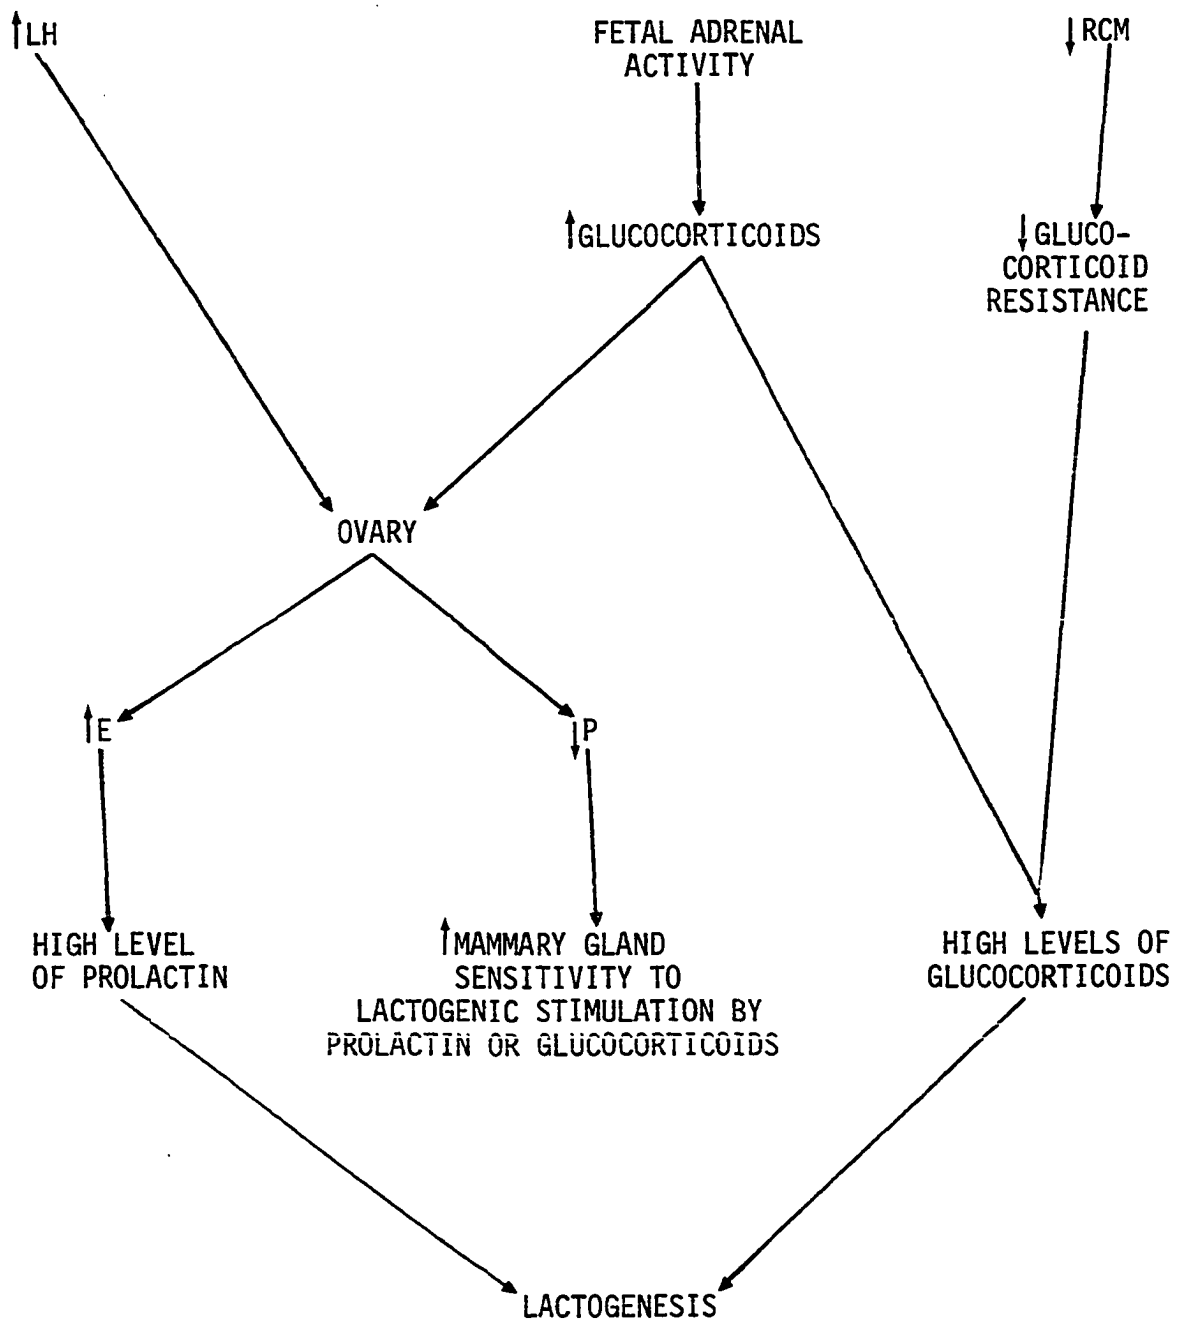 ↑LH
FETAL ADRENAL
ACTIVITY
↓RCM
↑GLUCOCORTICOIDS
↓GLUCO-
CORTICOID
RESISTANCE
OVARY
↑E
↓P
HIGH LEVEL
OF PROLACTIN
↑MAMMARY GLAND
SENSITIVITY TO
LACTOGENIC STIMULATION BY
PROLACTIN OR GLUCOCORTICOIDS
HIGH LEVELS OF
GLUCOCORTICOIDS
LACTOGENESIS